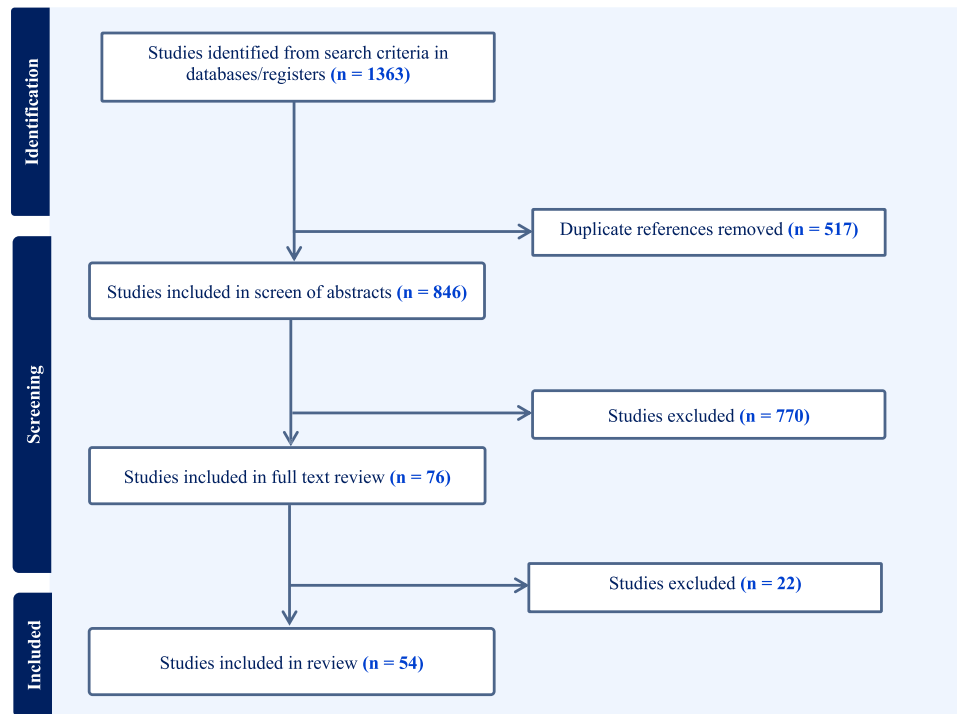 Identification
Studies identified from search criteria in
databases/registers (n = 1363)
Duplicate references removed (n = 517)
Screening
Studies included in screen of abstracts (n = 846)
Studies excluded (n = 770)
Studies included in full text review (n = 76)
Studies excluded (n = 22)
Included
Studies included in review (n = 54)